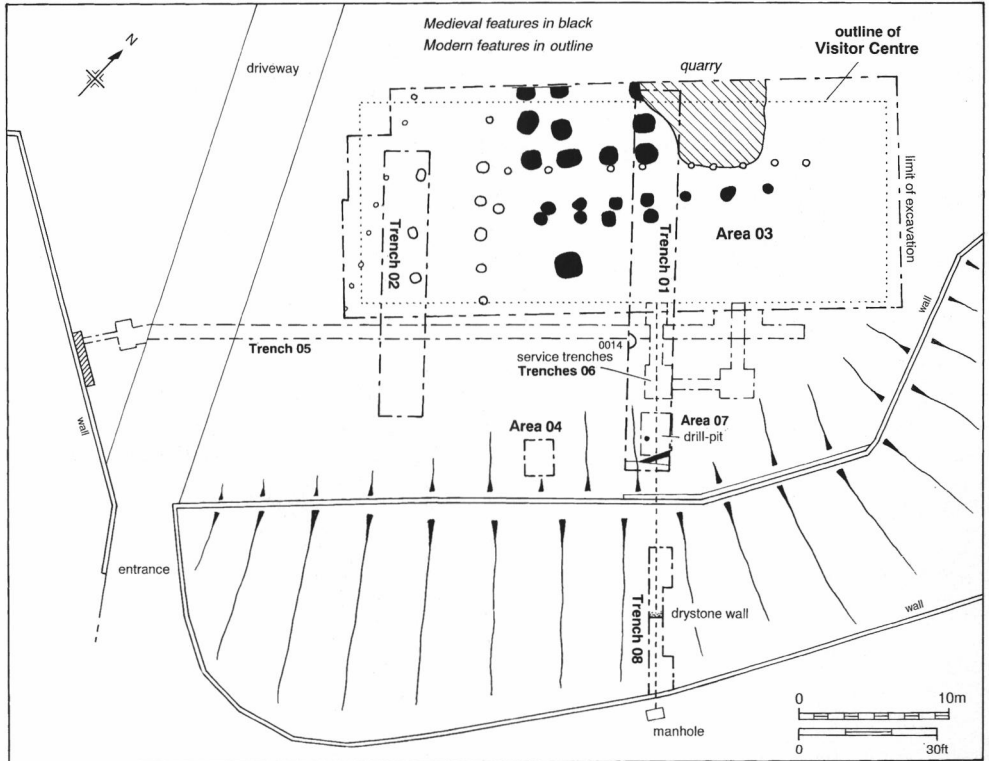 N
Medieval features in black
Modern features in outline
outline of
Visitor Centre
driveway
quarry
limit of excavation
Trench 02
Trench 01
Area 03
wall
Trench 05
0014
service trenches
Trenches 06
wall
Area 04
Area 07
drill-pit
entrance
Trench 08
drystone wall
wall
manhole
0 10m
0 30ft